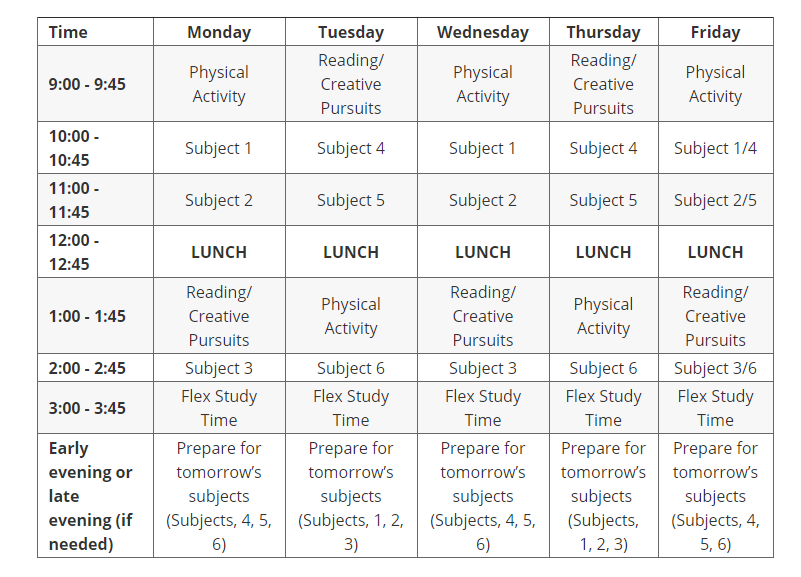 Time Monday Tuesday Wednesday Thursday Friday
9:00 - 9:45
Physical
Activity
Reading/
Creative
Pursuits
Physical
Activity
Reading/
Creative
Pursuits
Physical
Activity
10:00 -
10:45
Subject 1
Subject 4
Subject 1
Subject 4
Subject 1/4
11:00 -
11:45
Subject 2
Subject 5
Subject 2
Subject 5
Subject 2/5
12:00 -
12:45
LUNCH
LUNCH
LUNCH
LUNCH
LUNCH
1:00 - 1:45
Reading/
Creative
Pursuits
Physical
Activity
Reading/
Creative
Pursuits
Physical
Activity
Reading/
Creative
Pursuits
2:00 - 2:45
Subject 3
Subject 6
Subject 3
Subject 6
Subject 3/6
3:00 - 3:45
Flex Study
Time
Flex Study
Time
Flex Study
Time
Flex Study
Time
Flex Study
Time
Early
evening or
late
evening (if
needed)
Prepare for
tomorrow’s
subjects
(Subjects, 4, 5,
6)
Prepare for
tomorrow’s
subjects
(Subjects, 1, 2,
3)
Prepare for
tomorrow’s
subjects
(Subjects, 4, 5,
6)
Prepare for
tomorrow’s
subjects
(Subjects,
1, 2, 3)
Prepare for
tomorrow’s
subjects
(Subjects, 4,
5, 6)